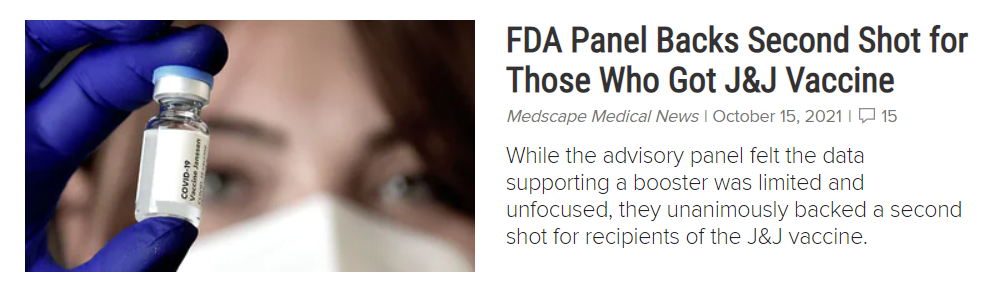 COVID-19
Vaccine Janssen
FDA Panel Backs Second Shot for
Those Who Got J&J Vaccine
Medscape Medical News | October 15, 2021 | 15
While the advisory panel felt the data
supporting a booster was limited and
unfocused, they unanimously backed a second
shot for recipients of the J&J vaccine.